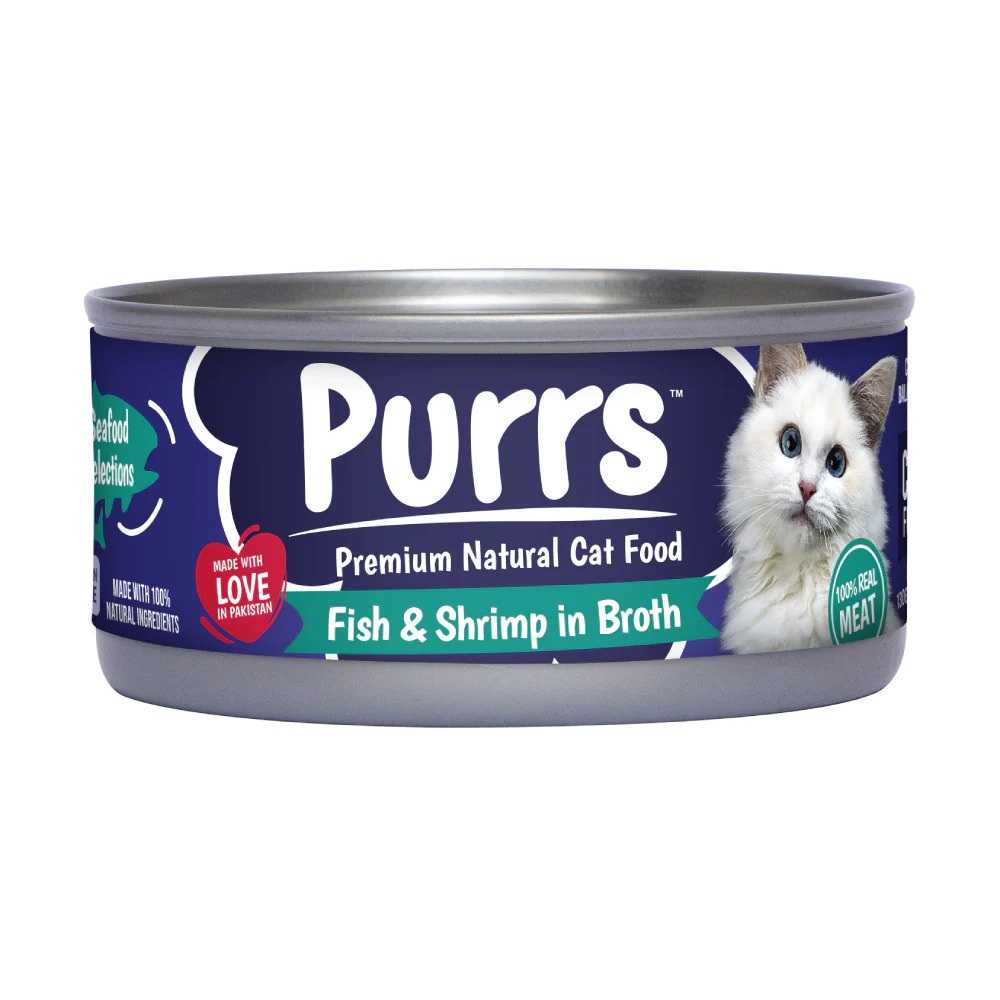 Purrs™
Premium Natural Cat Food
Fish & Shrimp in Broth
Seafood
Selections
MADE WITH 100%
NATURAL INGREDIENTS
MADE WITH
LOVE
IN PAKISTAN
100% REAL
MEAT